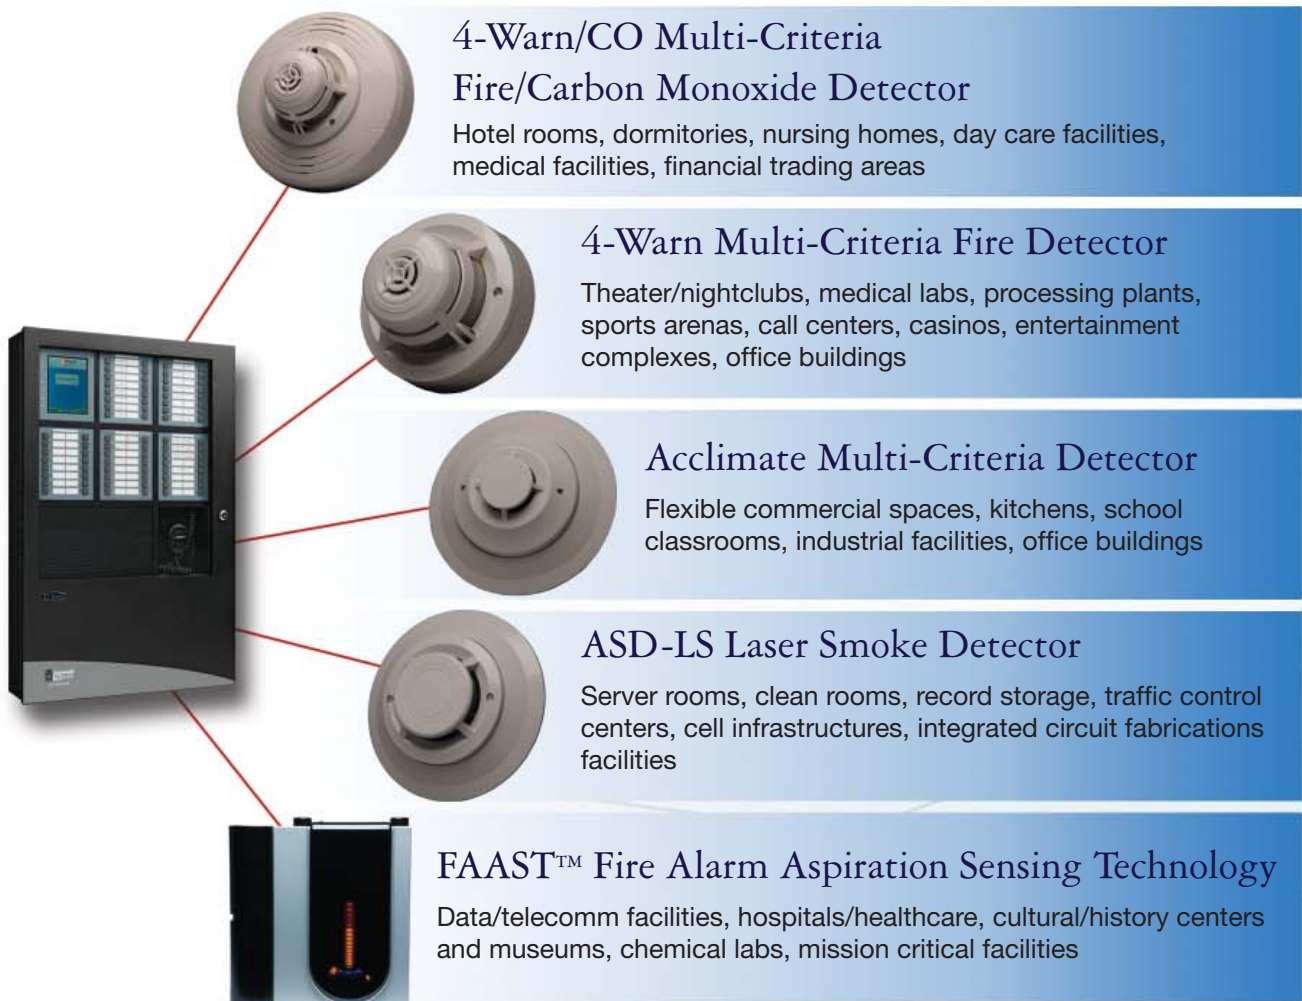 4-Warn/CO Multi-Criteria
Fire/Carbon Monoxide Detector
Hotel rooms, dormitories, nursing homes, day care facilities,
medical facilities, financial trading areas
4-Warn Multi-Criteria Fire Detector
Theater/nightclubs, medical labs, processing plants,
sports arenas, call centers, casinos, entertainment
complexes, office buildings
Acclimate Multi-Criteria Detector
Flexible commercial spaces, kitchens, school
classrooms, industrial facilities, office buildings
ASD-LS Laser Smoke Detector
Server rooms, clean rooms, record storage, traffic control
centers, cell infrastructures, integrated circuit fabrications
facilities
FAAST™ Fire Alarm Aspiration Sensing Technology
Data/telecomm facilities, hospitals/healthcare, cultural/history centers
and museums, chemical labs, mission critical facilities